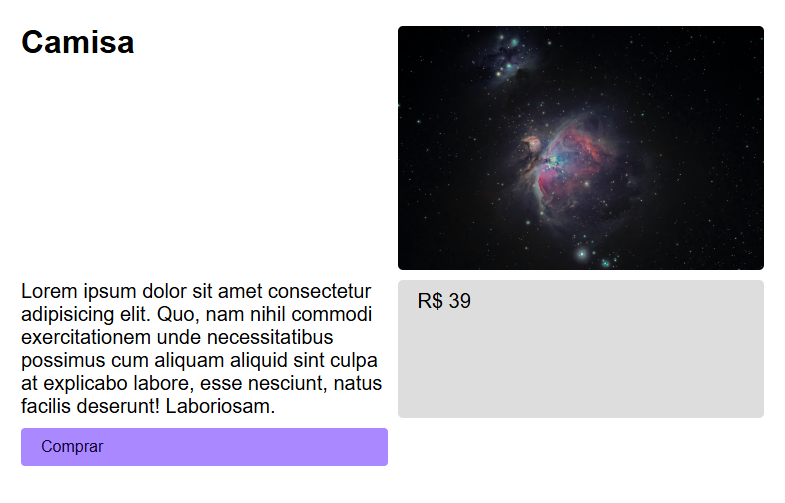 Camisa
Lorem ipsum dolor sit amet consectetur
adipisicing elit. Quo, nam nihil commodi
exercitationem unde necessitatibus
possimus cum aliquam aliquid sint culpa
at explicabo labore, esse nesciunt, natus
facilis deserunt! Laboriosam.
R$ 39
Comprar